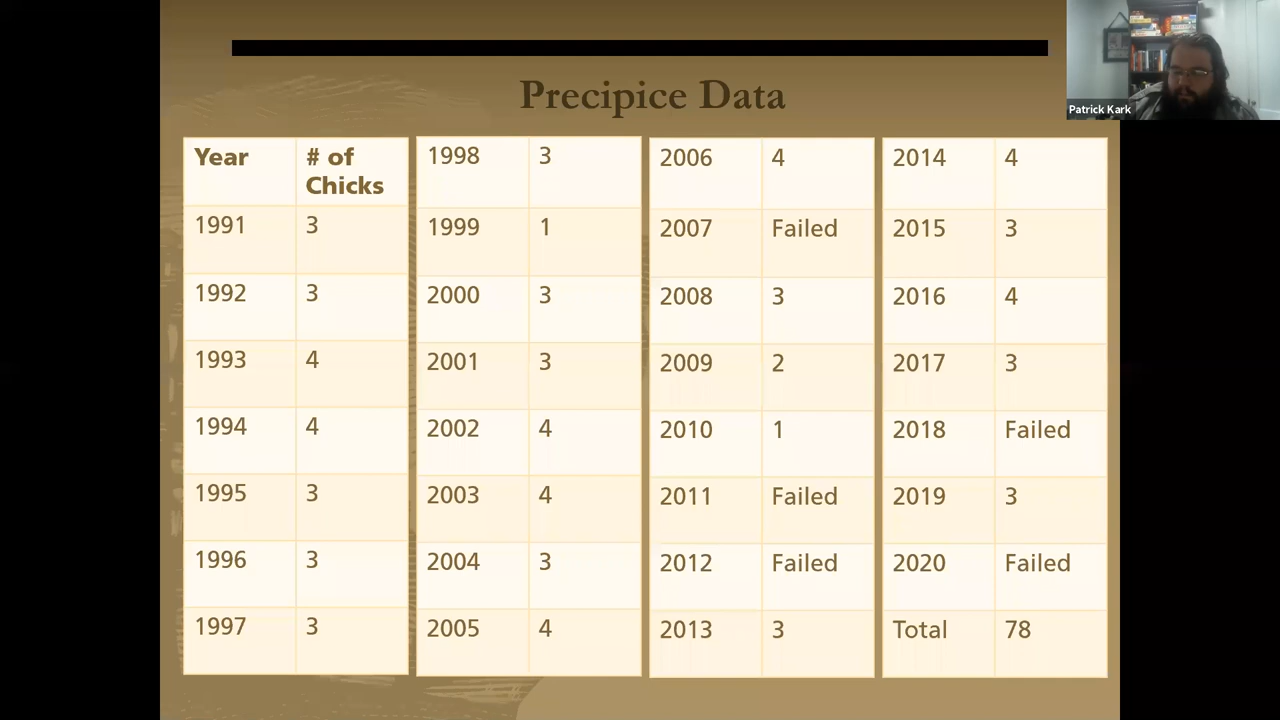 Precipice Data
Patrick Kark
Year # of Chicks
1991 3
1992 3
1993 4
1994 4
1995 3
1996 3
1997 3
1998 3
1999 1
2000 3
2001 3
2002 4
2003 4
2004 3
2005 4
2006 4
2007 Failed
2008 3
2009 2
2010 1
2011 Failed
2012 Failed
2013 3
2014 4
2015 3
2016 4
2017 3
2018 Failed
2019 3
2020 Failed
Total 78